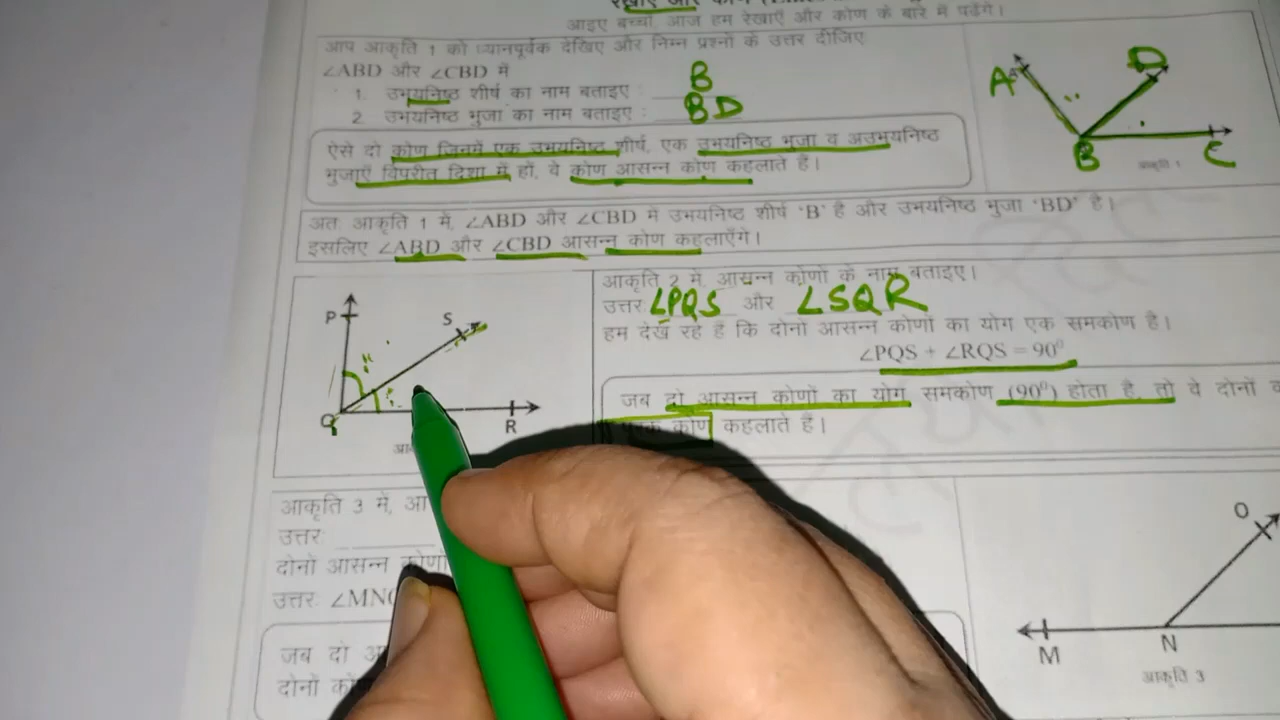 रेखाएँ और कोण
आइए बच्चो, आज हम रेखाएँ और कोण के बारे में पढेंगे।
आप आकृति 1 को ध्यानपूर्वक देखिए और निम्न प्रश्नों के उत्तर दीजिए
∠ABD और ∠CBD में
1. उभयनिष्ठ शीर्ष का नाम बताइए : B
2 उभयनिष्ठ भुजा का नाम बताइए : BD
ऐसे दो कोण जिनमें एक उभयनिष्ठ शीर्ष, एक उभयनिष्ठ भुजा व अउभयनिष्ठ
भुजाएँ विपरीत दिशा में हों, वे कोण आसन्न कोण कहलाते हैं।
A
D
B
C
आकृति 1
अतः आकृति 1 में, ∠ABD और ∠CBD में उभयनिष्ठ शीर्ष 'B' है और उभयनिष्ठ भुजा 'BD' है।
इसलिए ∠ABD और ∠CBD आसन्न कोण कहलाएँगे।
P
S
Q
R
आकृति 2 में, आसन्न कोणों के नाम बताइए।
उत्तर ∠PQS और ∠SQR
हम देख रहे है कि दोनो आसन्न कोणों का योग एक समकोण है।
∠PQS + ∠RQS = 90⁰
जब दो आसन्न कोणों का योग समकोण (90⁰) होता है, तो वे दोनों
कोण कहलाते हैं।
आकृति 3 में,
उत्तर:
दोनो आसन्न कोणों
उत्तर: ∠MN
जब दो
दोनों
O
M
N
आकृति 3